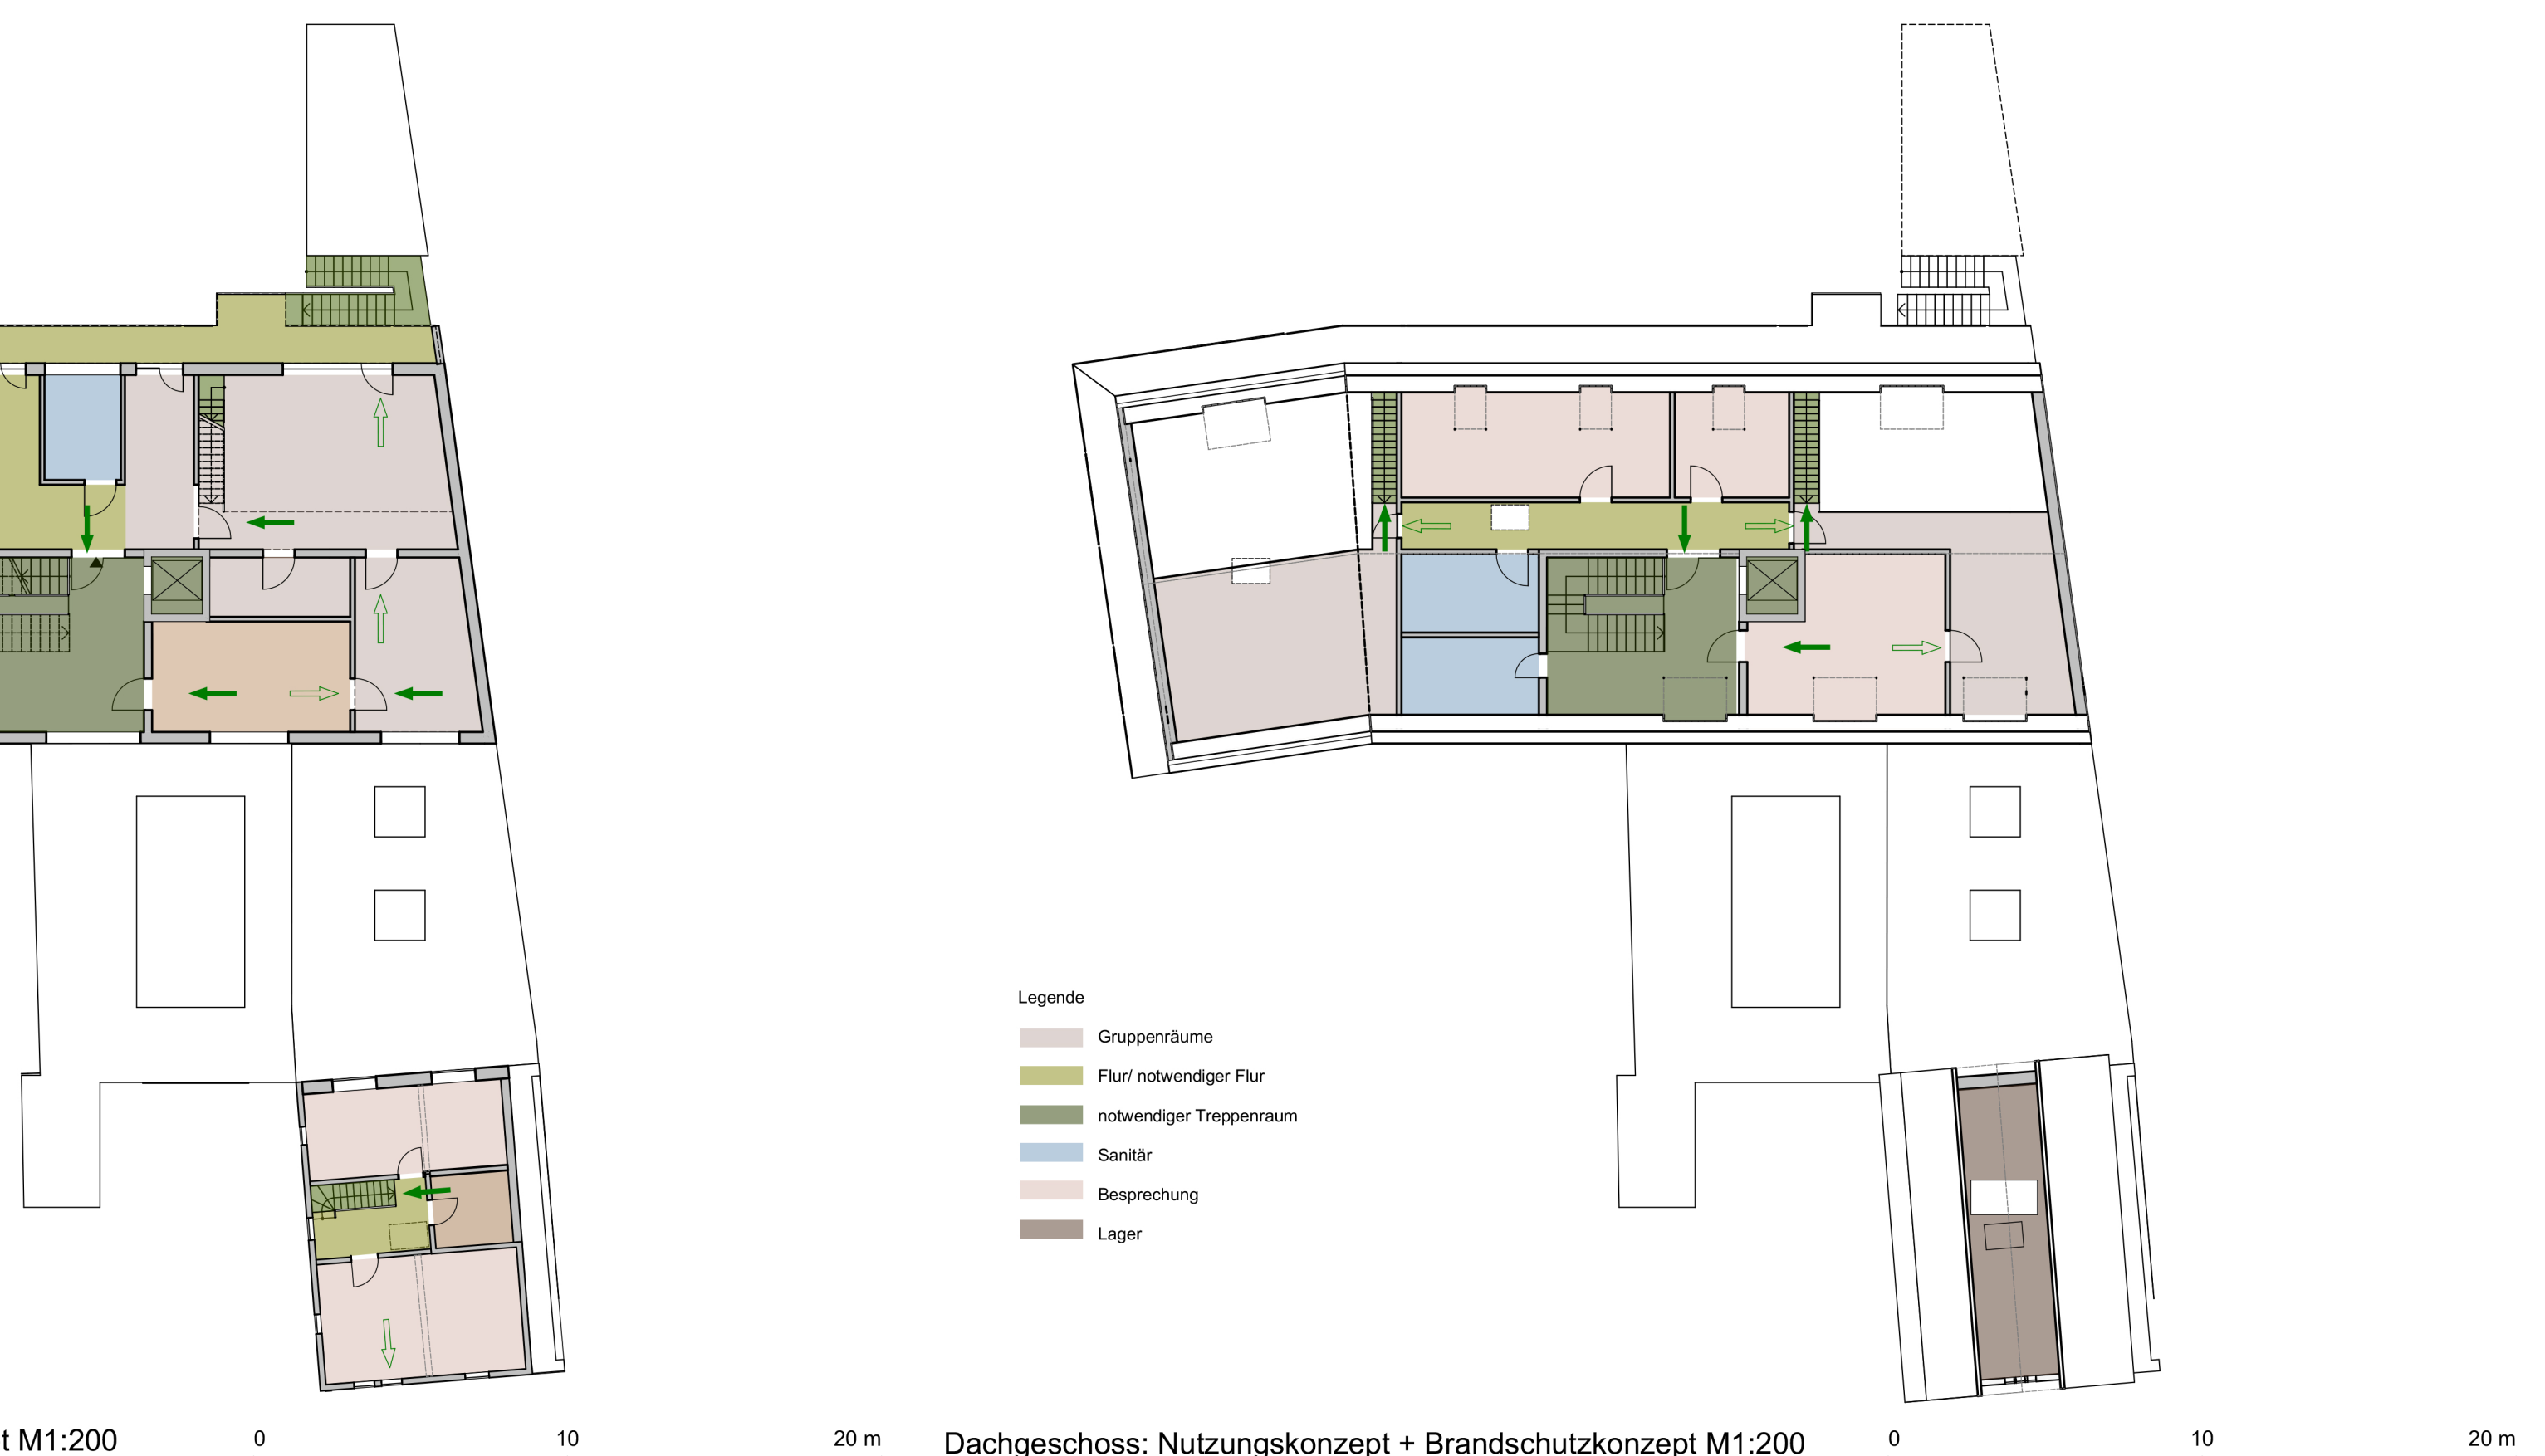 Legende
Gruppenräume
Flur/ notwendiger Flur
notwendiger Treppenraum
Sanitär
Besprechung
Lager
t M1:200
0 10 20 m
Dachgeschoss: Nutzungskonzept + Brandschutzkonzept M1:200
0 10 20 m